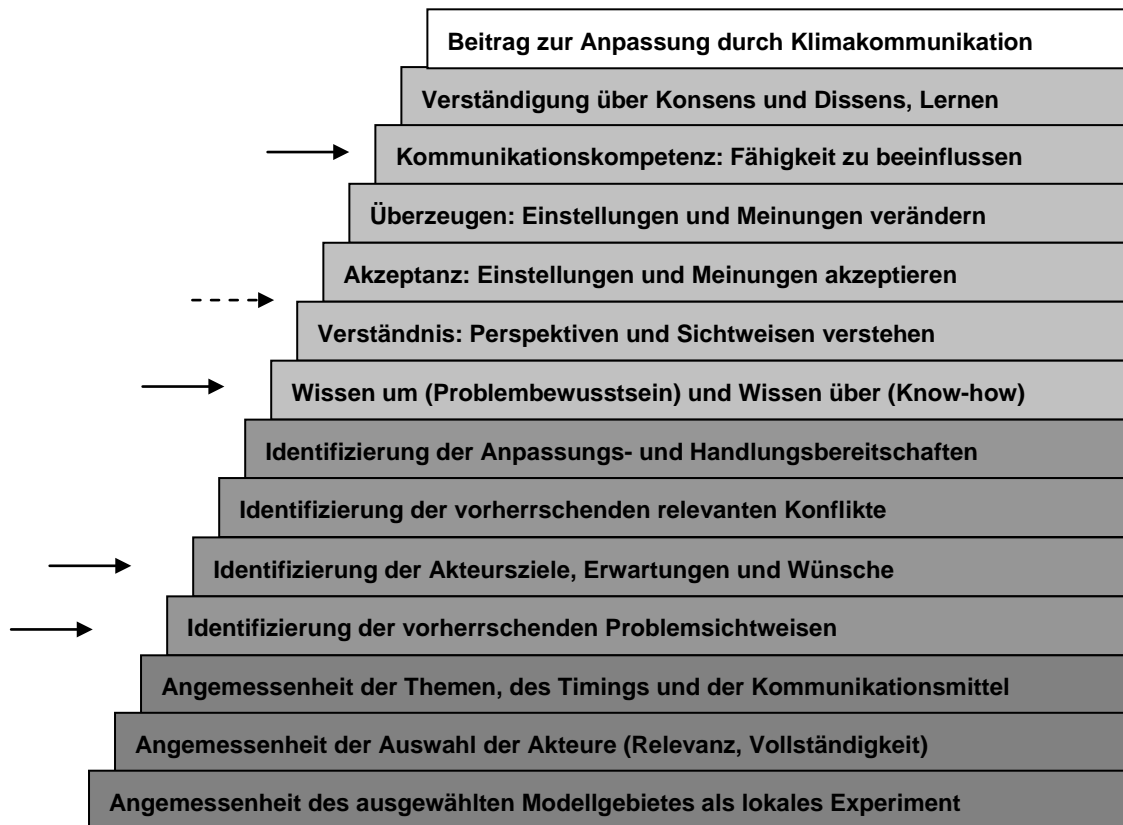 Beitrag zur Anpassung durch Klimakommunikation
Verständigung über Konsens und Dissens, Lernen
Kommunikationskompetenz: Fähigkeit zu beeinflussen
Überzeugen: Einstellungen und Meinungen verändern
Akzeptanz: Einstellungen und Meinungen akzeptieren
Verständnis: Perspektiven und Sichtweisen verstehen
Wissen um (Problembewusstsein) und Wissen über (Know-how)
Identifizierung der Anpassungs- und Handlungsbereitschaften
Identifizierung der vorherrschenden relevanten Konflikte
Identifizierung der Akteursziele, Erwartungen und Wünsche
Identifizierung der vorherrschenden Problemsichtweisen
Angemessenheit der Themen, des Timings und der Kommunikationsmittel
Angemessenheit der Auswahl der Akteure (Relevanz, Vollständigkeit)
Angemessenheit des ausgewählten Modellgebietes als lokales Experiment